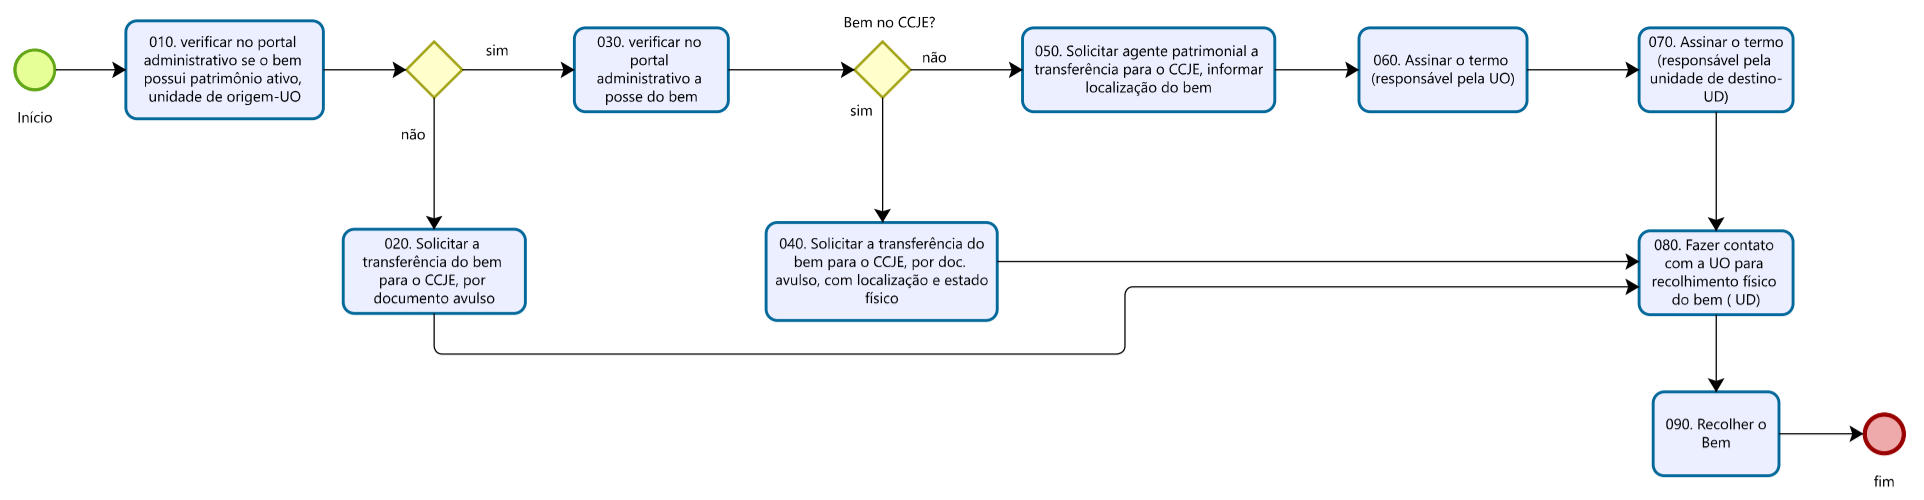 Início
010. verificar no portal
administrativo se o bem
possui patrimônio ativo,
unidade de origem-UO
sim
não
020. Solicitar a
transferência do bem
para o CCJE, por
documento avulso
030. verificar no
portal
administrativo a
posse do bem
Bem no CCJE?
não
sim
040. Solicitar a transferência do
bem para o CCJE, por doc.
avulso, com localização e estado
físico
050. Solicitar agente patrimonial a
transferência para o CCJE, informar
localização do bem
060. Assinar o termo
(responsável pela UO)
070. Assinar o termo
(responsável pela
unidade de destino-
UD)
080. Fazer contato
com a UO para
recolhimento físico
do bem ( UD)
090. Recolher o
Bem
fim